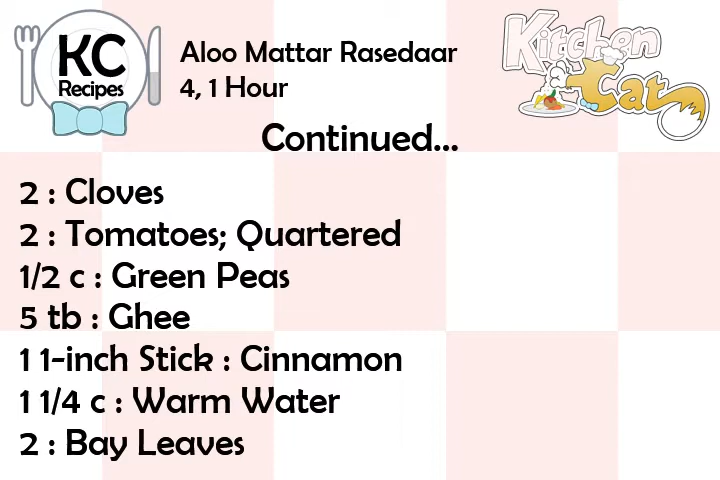 KC
Recipes
Aloo Mattar Rasedaar
4, 1 Hour
Kitchen
Cat
Continued...
2 : Cloves
2 : Tomatoes; Quartered
1/2 c : Green Peas
5 tb : Ghee
1 1-inch Stick : Cinnamon
1 1/4 c : Warm Water
2 : Bay Leaves